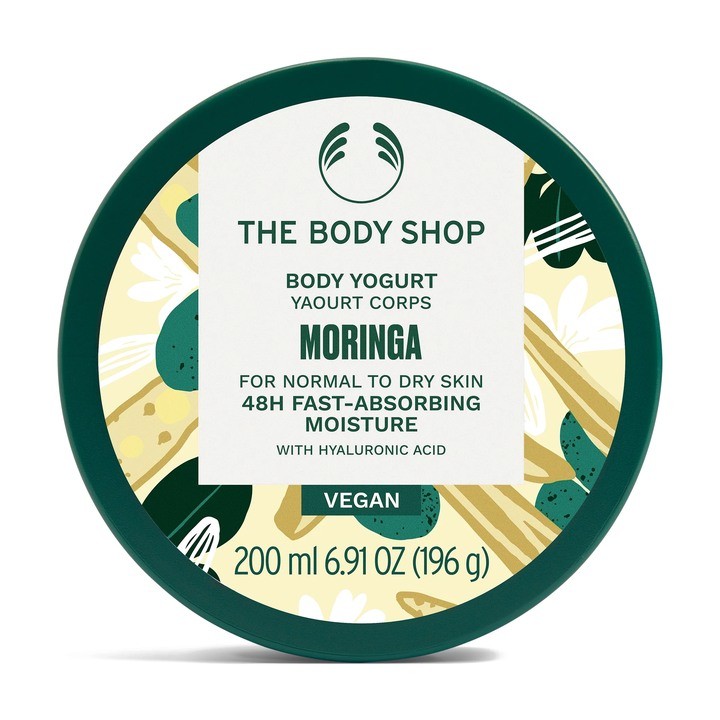 THE BODY SHOP
BODY YOGURT
YAOURT CORPS
MORINGA
FOR NORMAL TO DRY SKIN
48H FAST-ABSORBING
MOISTURE
WITH HYALURONIC ACID
VEGAN
200 ml 6.91 OZ (196 g)